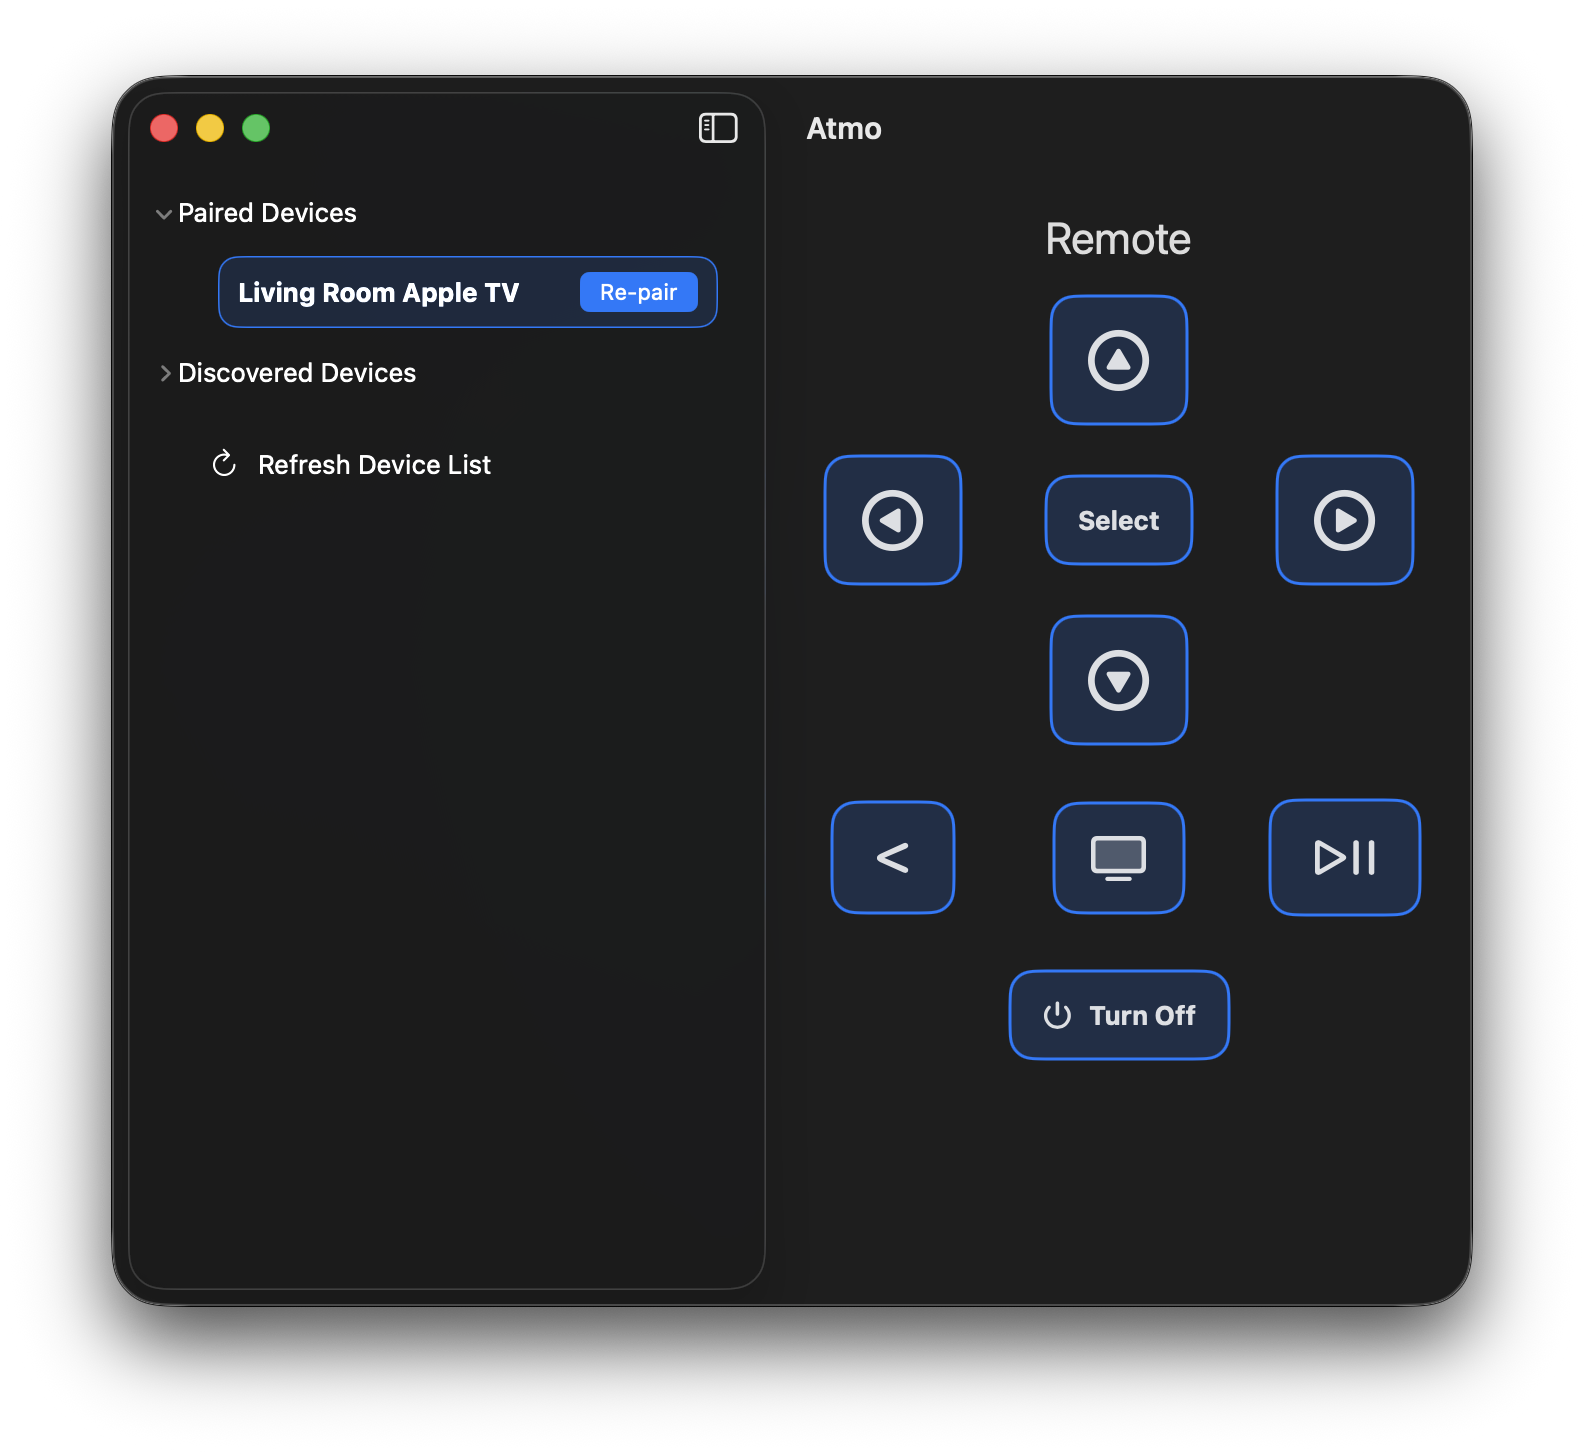 Atmo
Paired Devices
Living Room Apple TV
Re-pair
Discovered Devices
Refresh Device List
Remote
Select
<
Turn Off